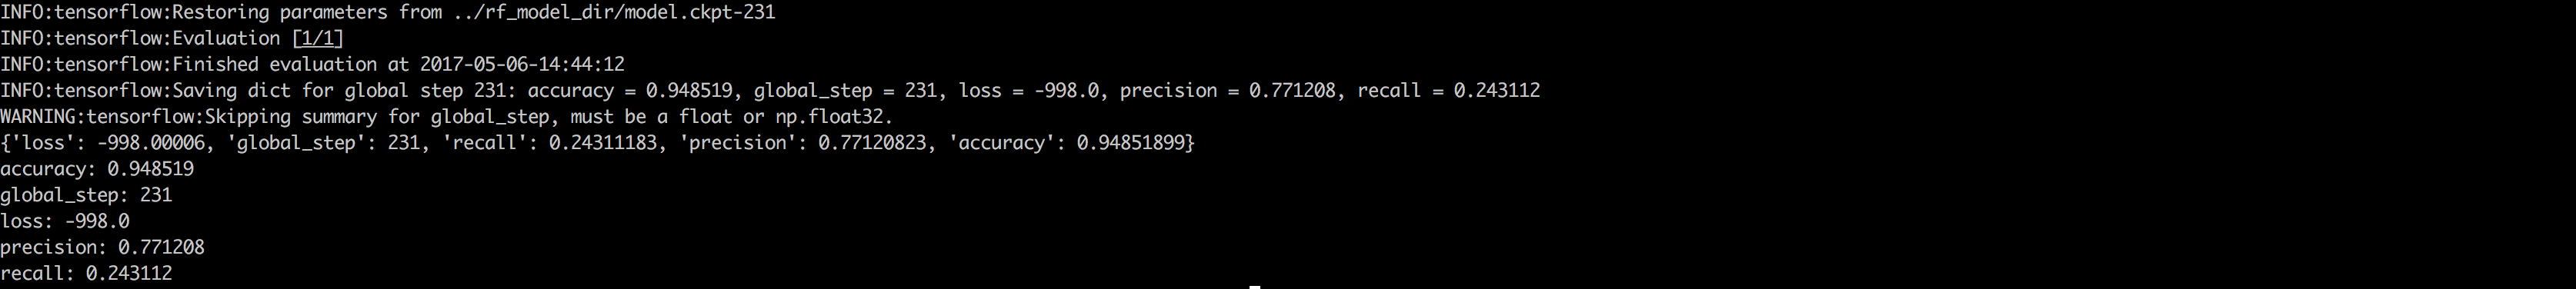 INFO:tensorflow:Restoring parameters from ../rf_model_dir/model.ckpt-231
INFO:tensorflow:Evaluation [1/1]
INFO:tensorflow:Finished evaluation at 2017-05-06-14:44:12
INFO:tensorflow:Saving dict for global step 231: accuracy = 0.948519, global_step = 231, loss = -998.0, precision = 0.771208, recall = 0.243112
WARNING:tensorflow:Skipping summary for global_step, must be a float or np.float32.
{'loss': -998.00006, 'global_step': 231, 'recall': 0.24311183, 'precision': 0.77120823, 'accuracy': 0.94851899}
accuracy: 0.948519
global_step: 231
loss: -998.0
precision: 0.771208
recall: 0.243112